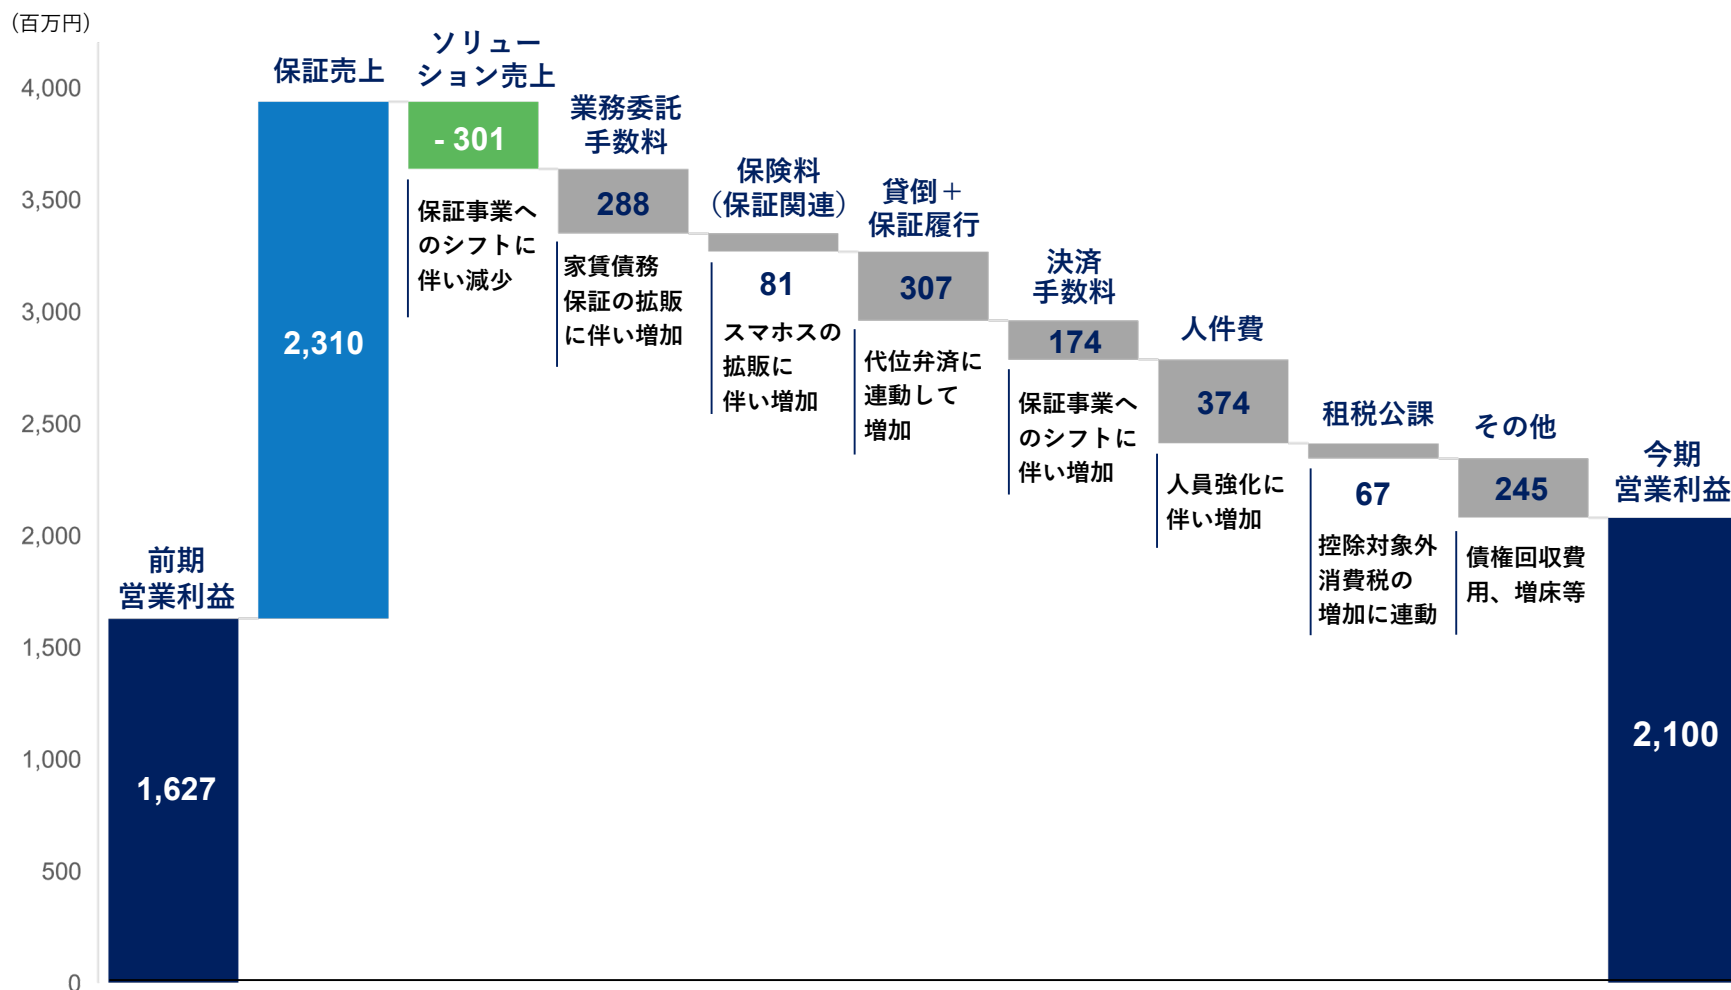 （百万円）
4,000
3,500
3,000
2,500
2,000
1,500
1,000
500
0
前期
営業利益
1,627
保証売上
2,310
ソリュー
ション売上
- 301
保証事業へ
のシフトに
伴い減少
業務委託
手数料
288
家賃債務
保証の拡販
に伴い増加
保険料
（保証関連）
81
スマホスの
拡販に
伴い増加
貸倒＋
保証履行
307
代位弁済に
連動して
増加
決済
手数料
174
保証事業へ
のシフトに
伴い増加
人件費
374
人員強化に
伴い増加
租税公課
67
控除対象外
消費税の
増加に連動
その他
245
債権回収費
用、増床等
今期
営業利益
2,100